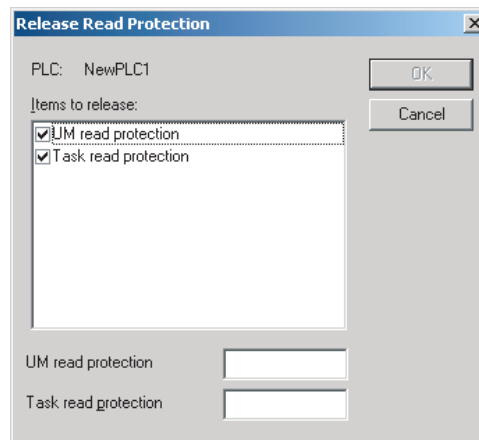 Release Read Protection
PLC: NewPLC1
OK
Items to release:
Cancel
UM read protection
Task read protection
UM read protection
Task read protection